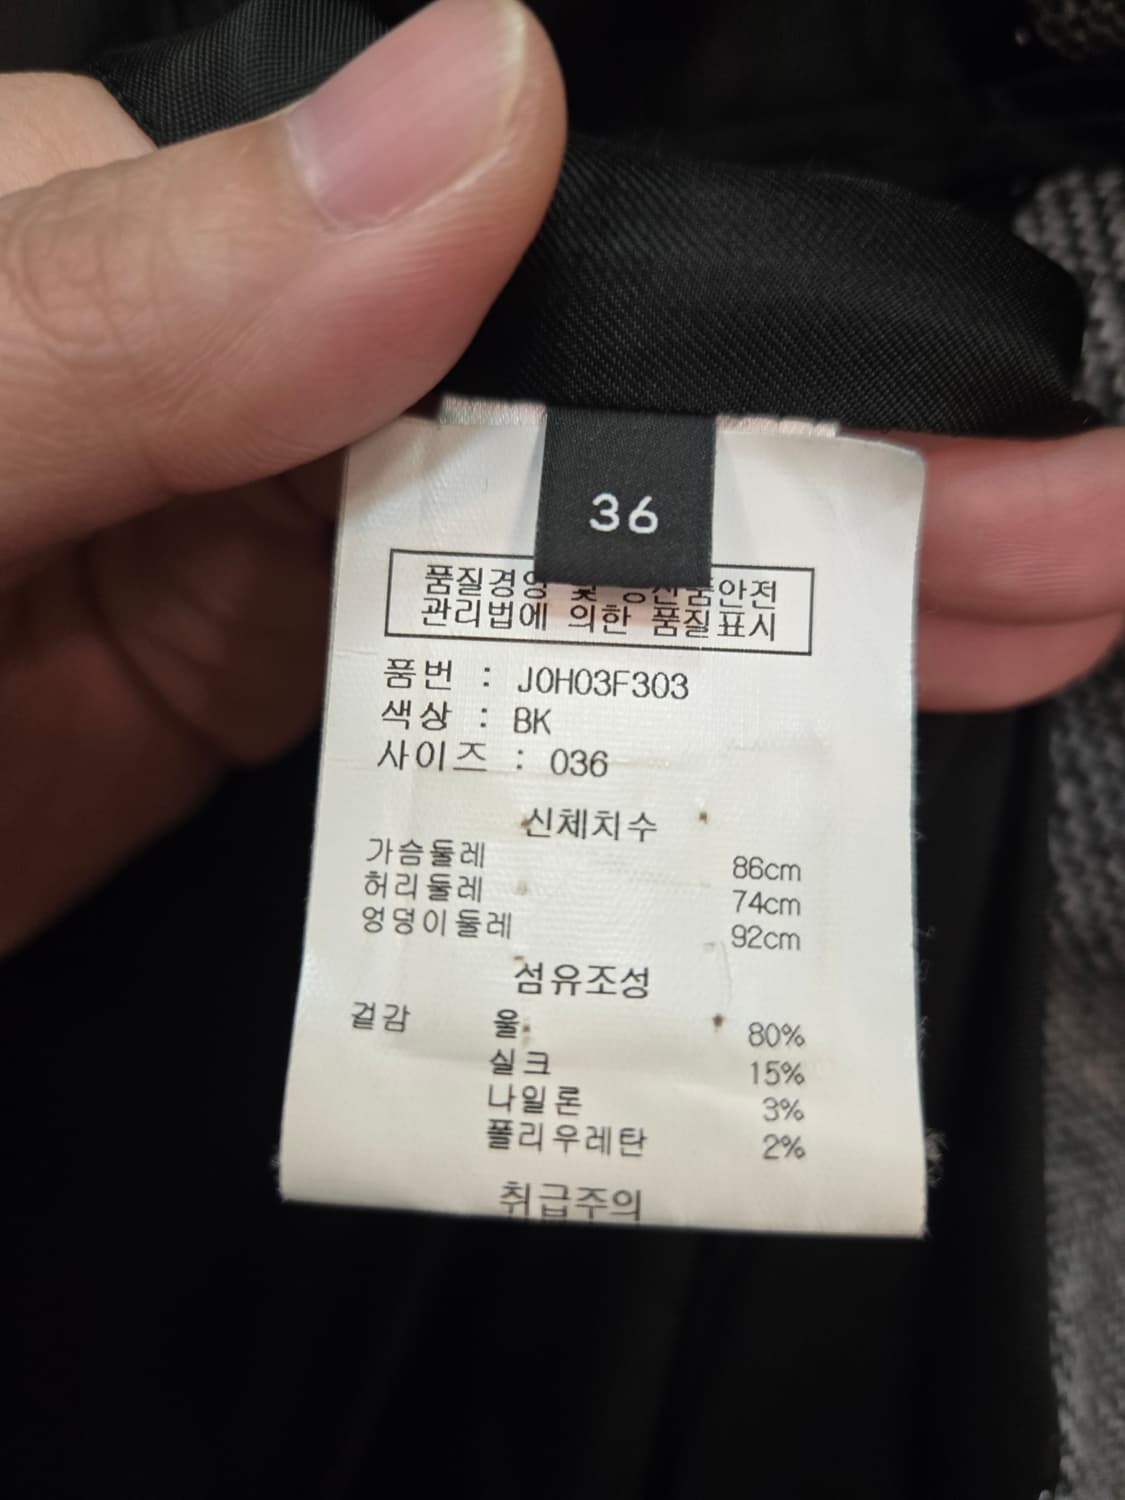 36
품질경영 및 공산품안전
관리법에 의한 품질표시
품번 : JOH03F303
색상 : BK
사이즈 : 036
신체치수
가슴둘레 86cm
허리둘레 74cm
엉덩이둘레 92cm
섬유조성
겉감 울 80%
실크 15%
나일론 3%
폴리우레탄 2%
취급주의